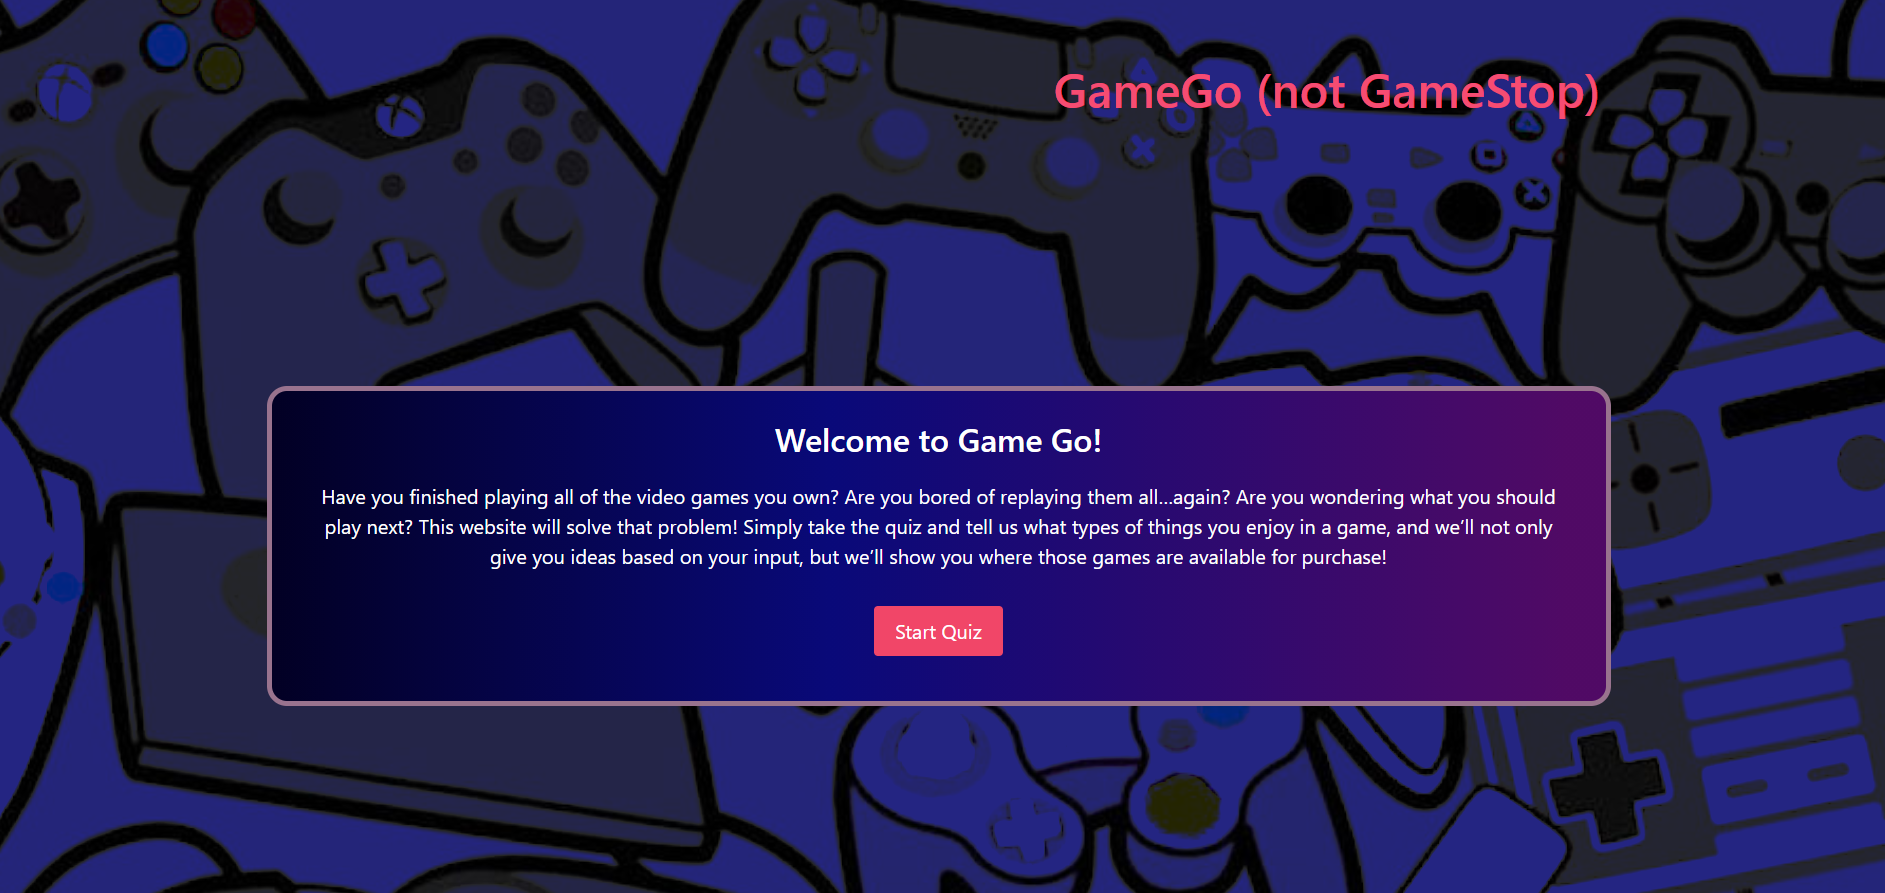 GameGo (not GameStop)
Welcome to Game Go!
Have you finished playing all of the video games you own? Are you bored of replaying them all...again? Are you wondering what you should
play next? This website will solve that problem! Simply take the quiz and tell us what types of things you enjoy in a game, and we’ll not only
give you ideas based on your input, but we’ll show you where those games are available for purchase!
Start Quiz